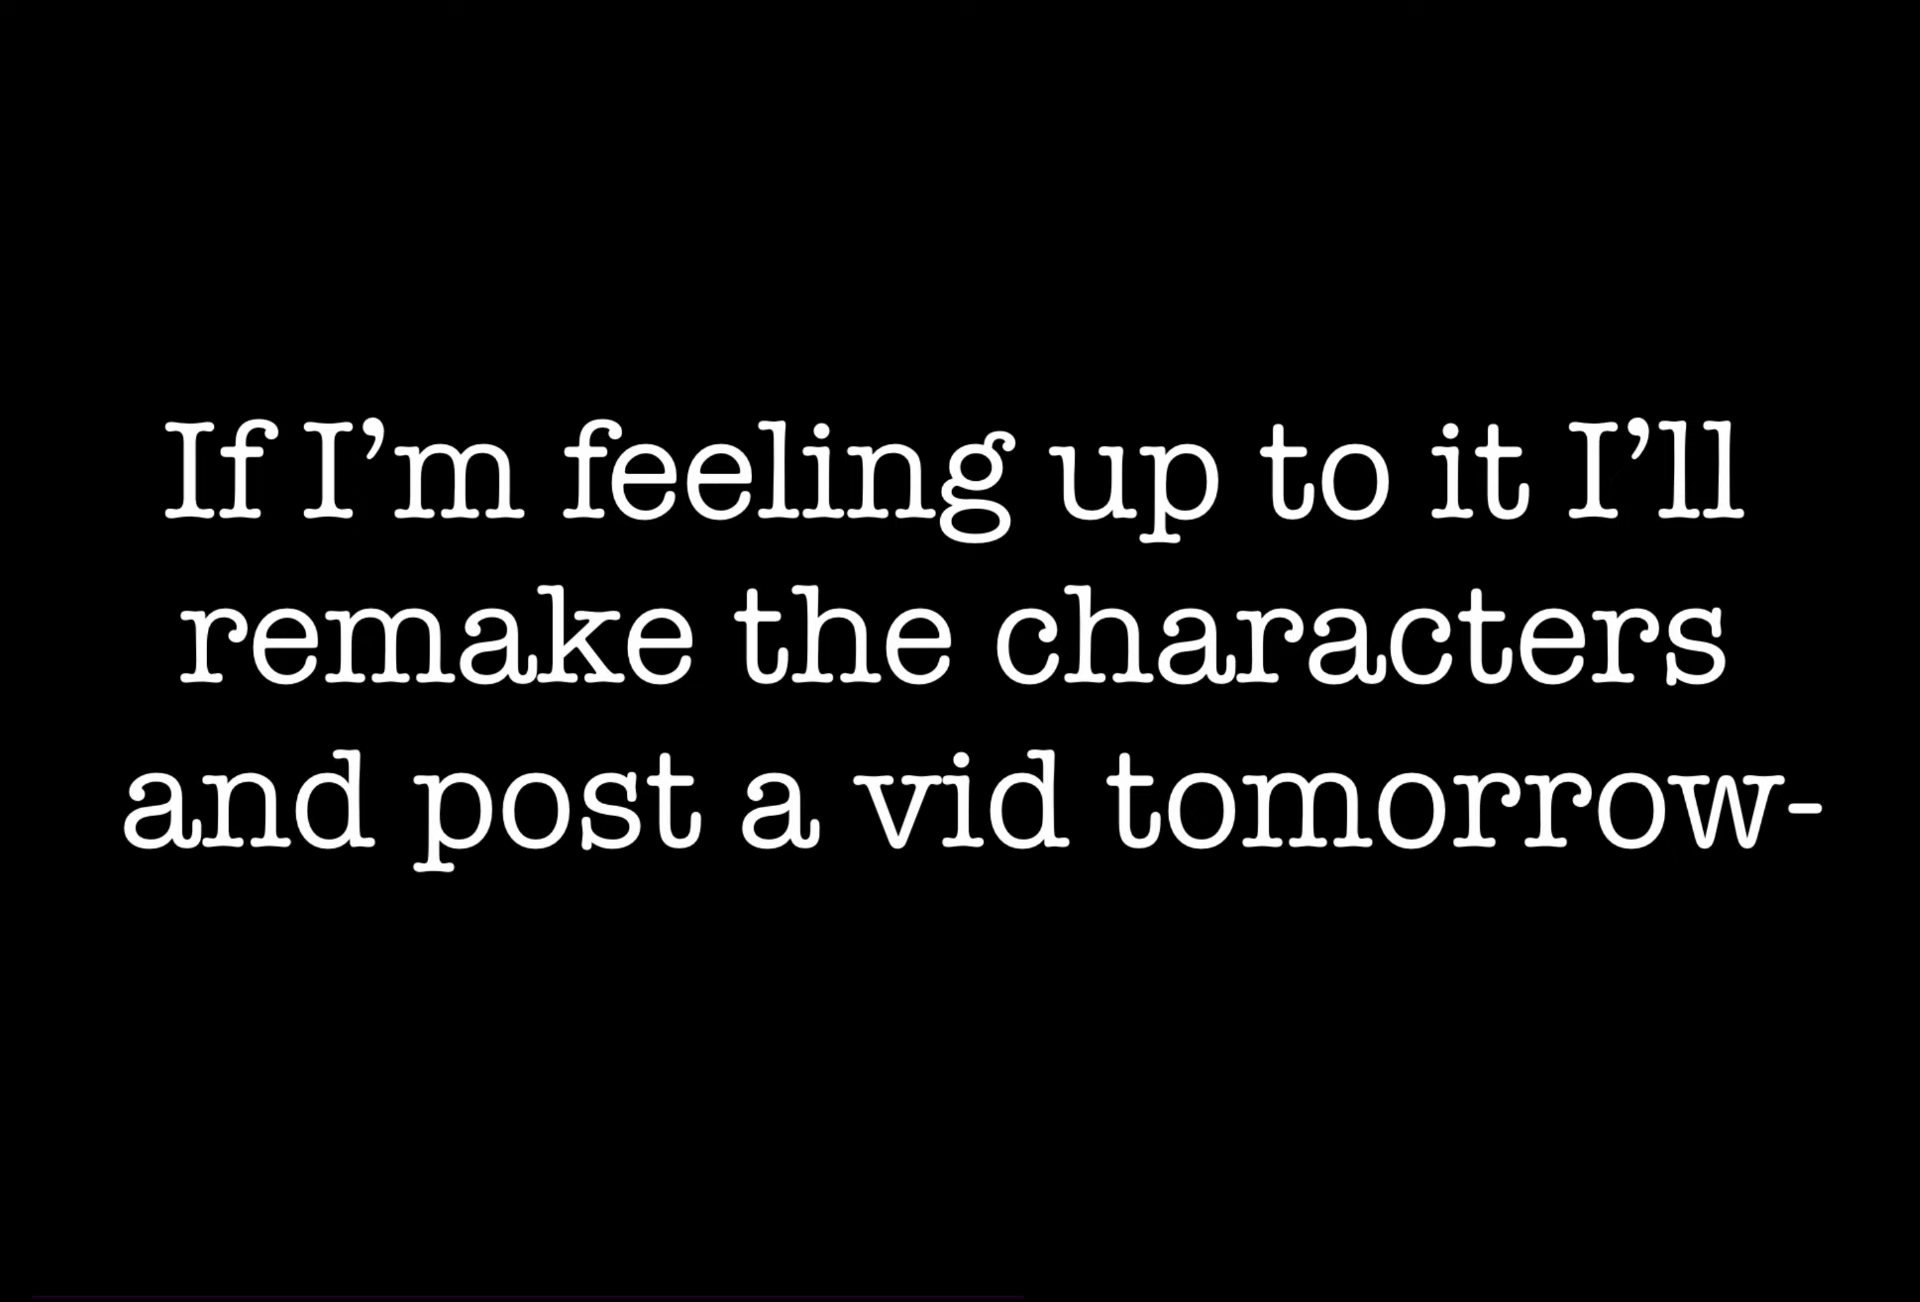 If I’m feeling up to it I’ll
remake the characters
and post a vid tomorrow-